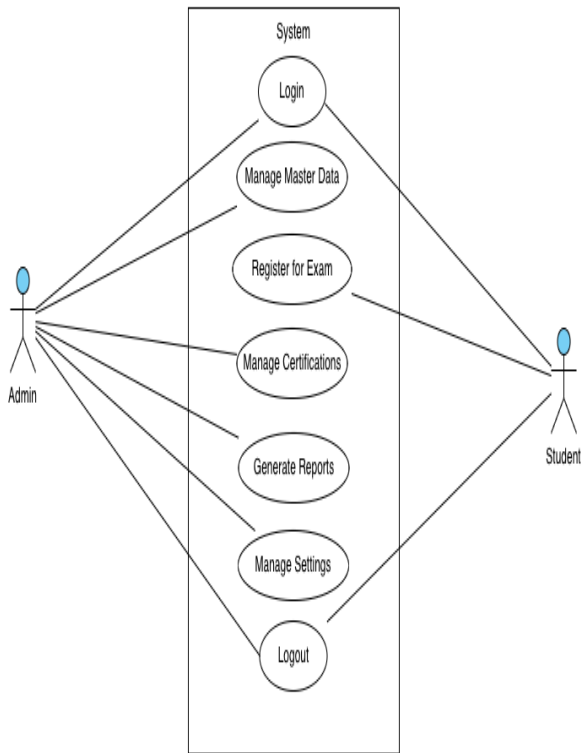 System
Login
Manage Master Data
Register for Exam
Manage Certifications
Admin
Generate Reports
Student
Manage Settings
Logout